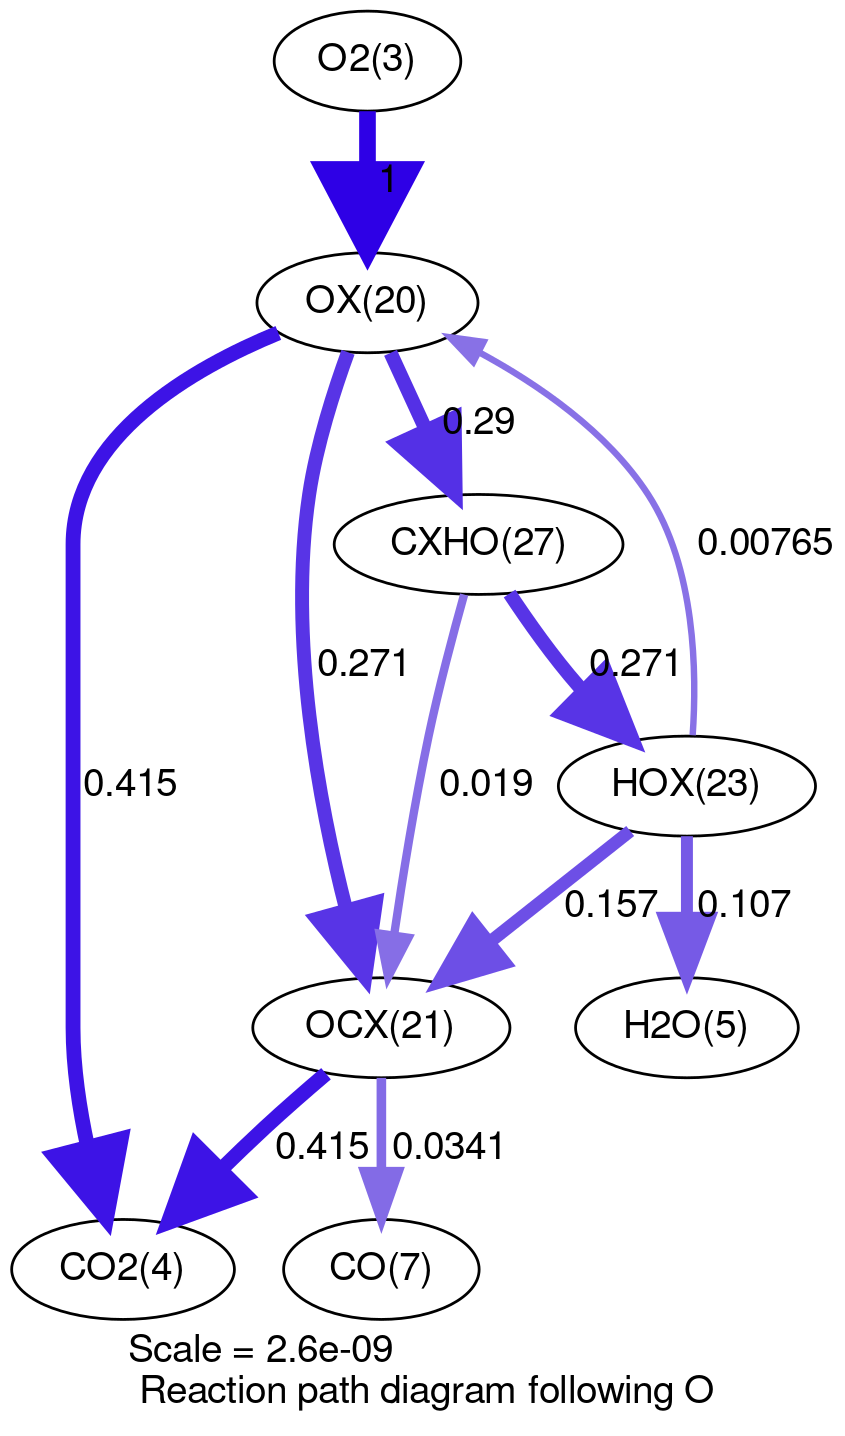 O2(3)
1
OX(20)
0.29
CXHO(27)
0.00765
0.271
0.271
0.415
0.019
HOX(23)
0.157
0.107
OCX(21)
H2O(5)
0.415
0.0341
CO2(4)
CO(7)
Scale = 2.6e-09
Reaction path diagram following O